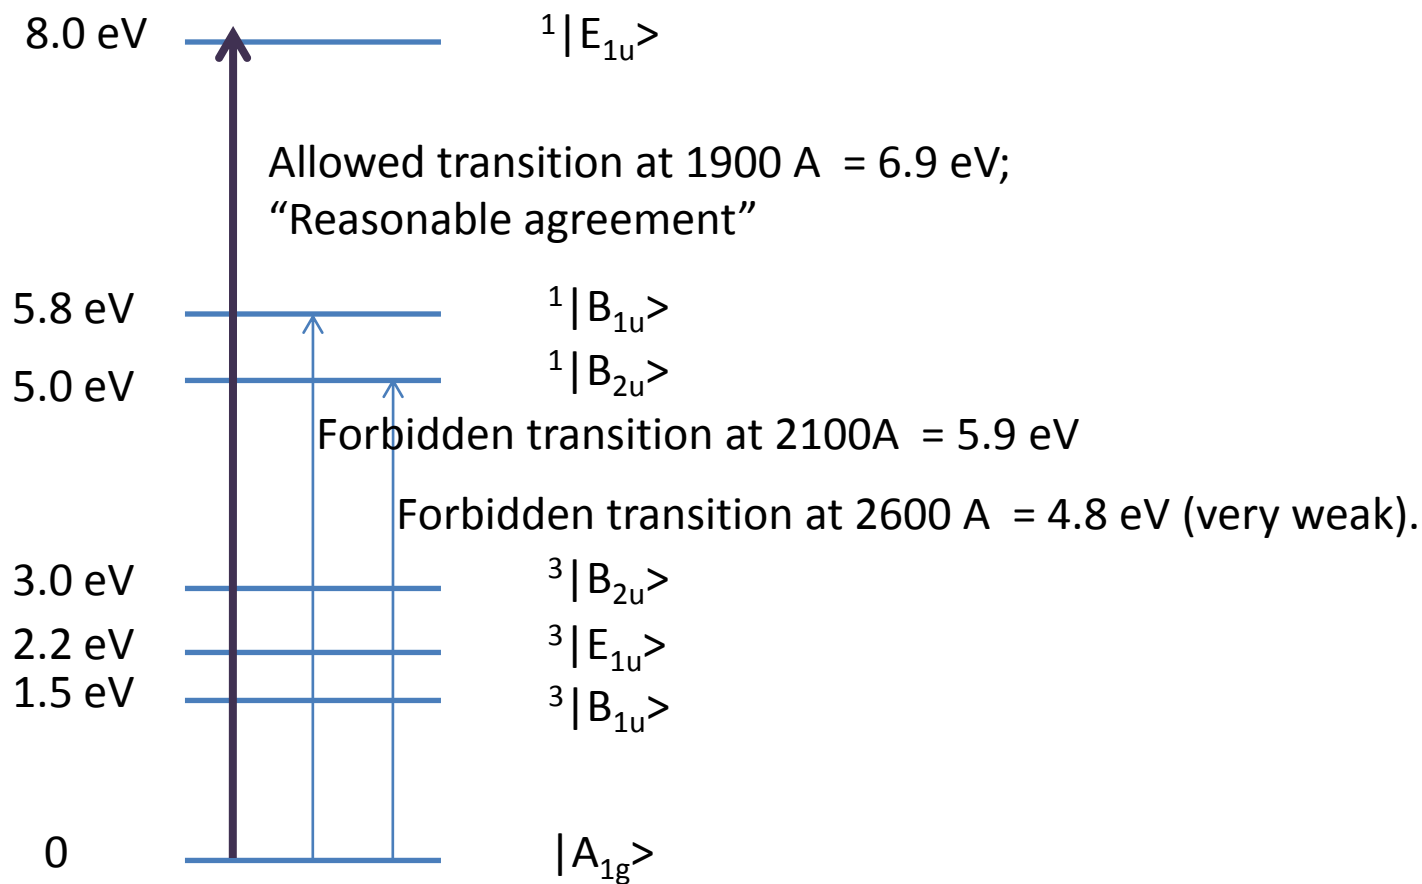 8.0 eV ¹|E₁ᵤ>
Allowed transition at 1900 A = 6.9 eV;
“Reasonable agreement”
5.8 eV ¹|B₁ᵤ>
5.0 eV ¹|B₂ᵤ>
Forbidden transition at 2100A = 5.9 eV
Forbidden transition at 2600 A = 4.8 eV (very weak).
3.0 eV ³|B₂ᵤ>
2.2 eV ³|E₁ᵤ>
1.5 eV ³|B₁ᵤ>
0 |A₁g>